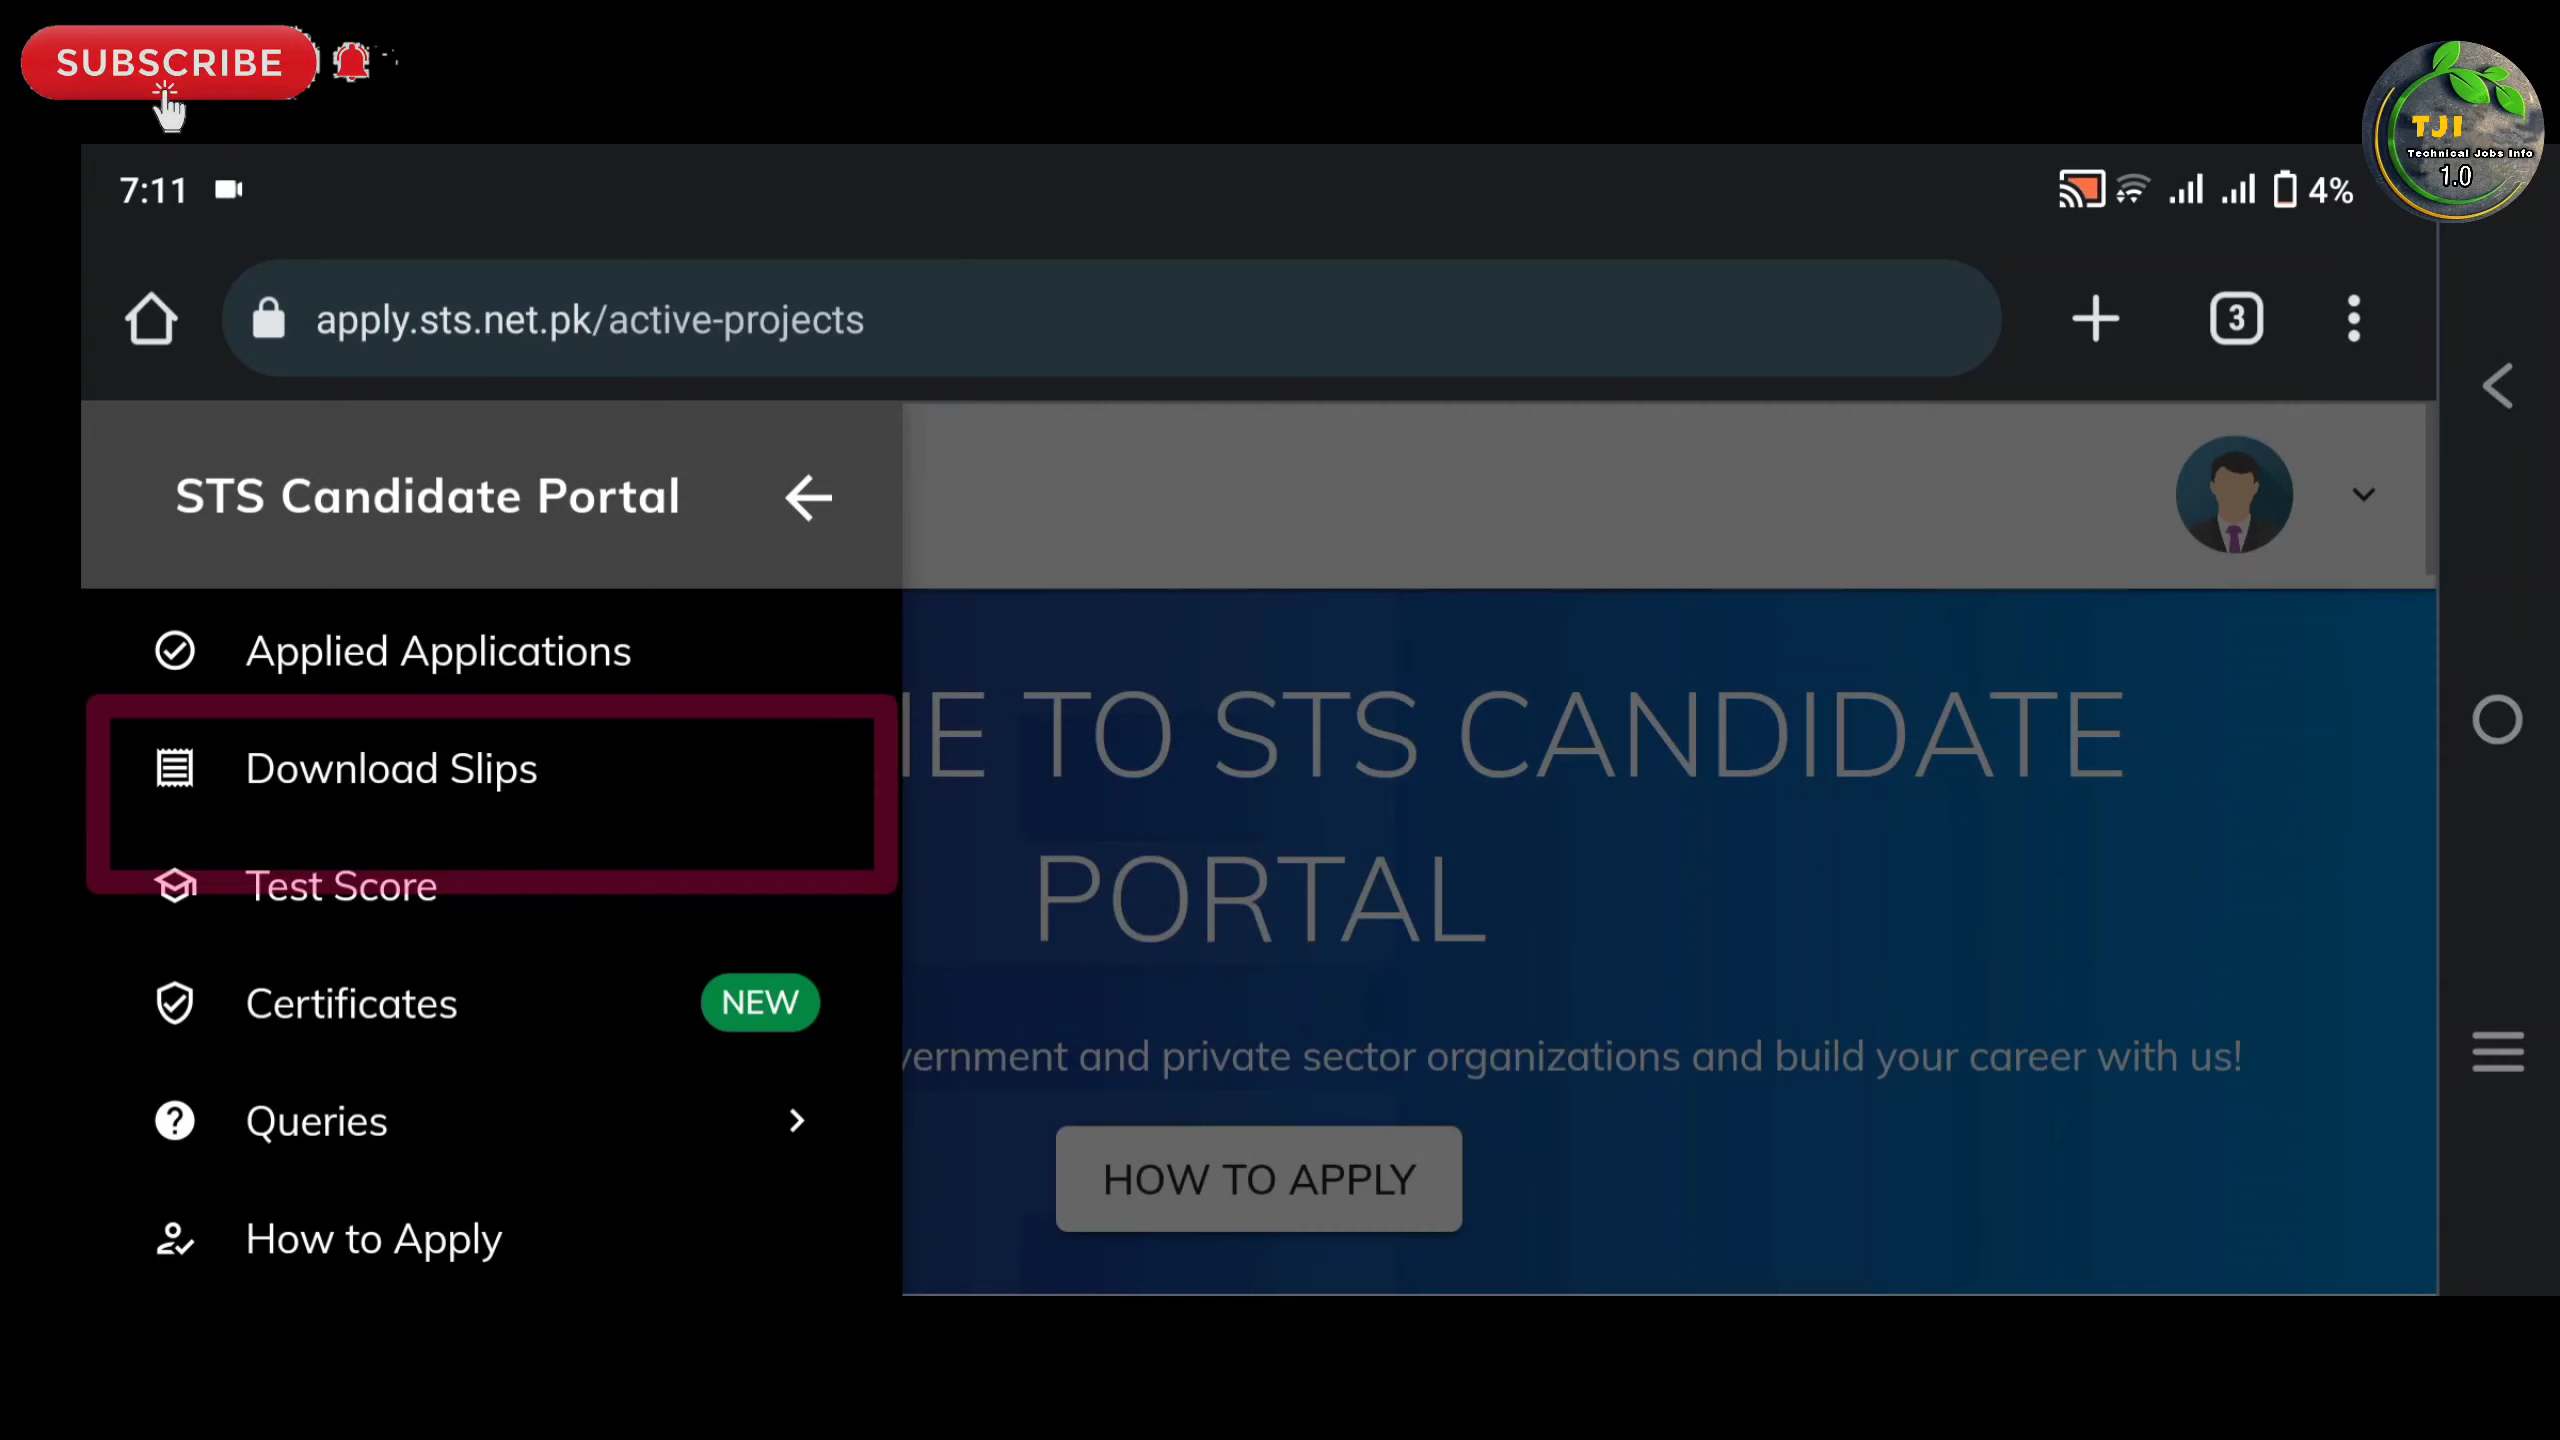 SUBSCRIBE
TJI
Technical Jobs Info
1.0
7:11
4%
apply.sts.net.pk/active-projects
3
STS Candidate Portal
Applied Applications
Download Slips
Test Score
Certificates NEW
Queries
How to Apply
ME TO STS CANDIDATE
PORTAL
vernment and private sector organizations and build your career with us!
HOW TO APPLY